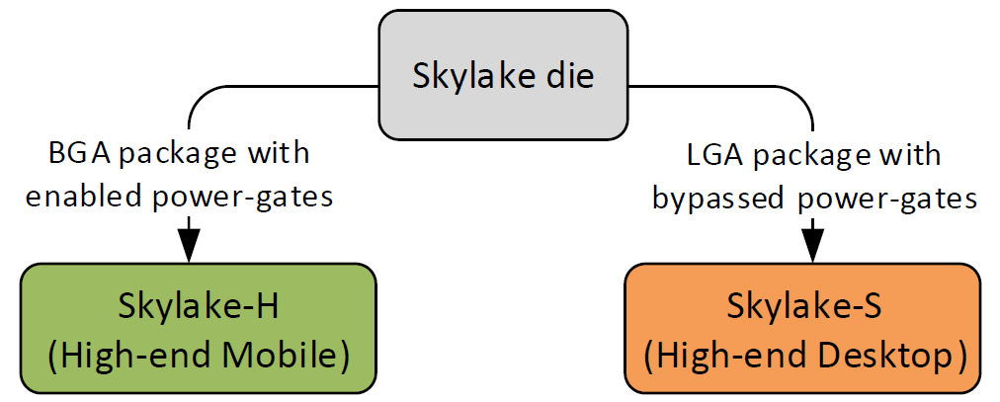 Skylake die
BGA package with
enabled power-gates
LGA package with
bypassed power-gates
Skylake-H
(High-end Mobile)
Skylake-S
(High-end Desktop)